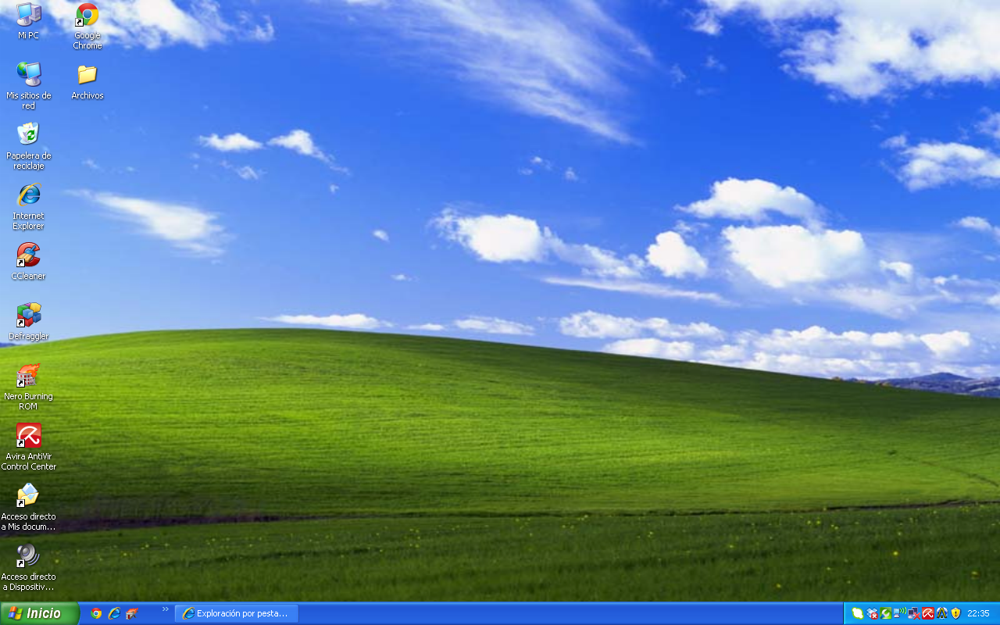 Mi PC
Google
Chrome
Mis sitios de
red
Archivos
Papelera de
reciclaje
Internet
Explorer
CCleaner
Defraggler
Nero Burning
ROM
Avira AntiVir
Control Center
Acceso directo
a Mis docum...
Acceso directo
a Dispositiv...
Inicio
Exploración por pesta...
22:35